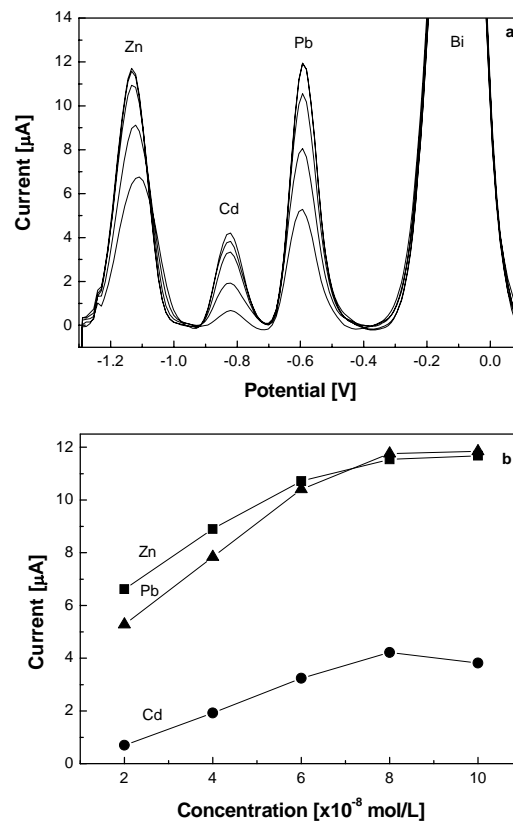 a
Zn
Pb
Bi
Cd
14
12
10
8
6
4
2
0
Current [µA]
-1.2 -1.0 -0.8 -0.6 -0.4 -0.2 0.0
Potential [V]
b
12
10
8
6
4
2
0
Current [µA]
Zn
Pb
Cd
2 4 6 8 10
Concentration [x10⁻⁸ mol/L]